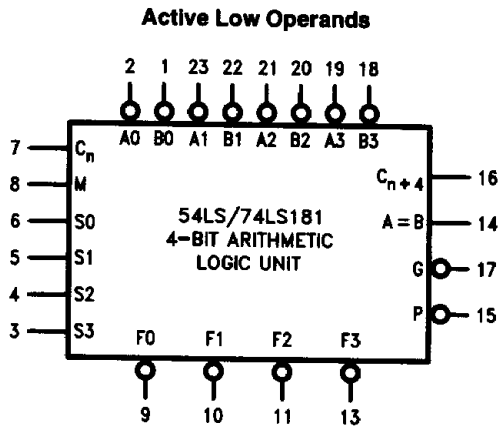 Active Low Operands
2 1 23 22 21 20 19 18
A0 B0 A1 B1 A2 B2 A3 B3
7 Cn
8 M
6 S0
5 S1
4 S2
3 S3
54LS/74LS181
4-BIT ARITHMETIC
LOGIC UNIT
Cn+4 16
A=B 14
G 17
P 15
F0 F1 F2 F3
9 10 11 13